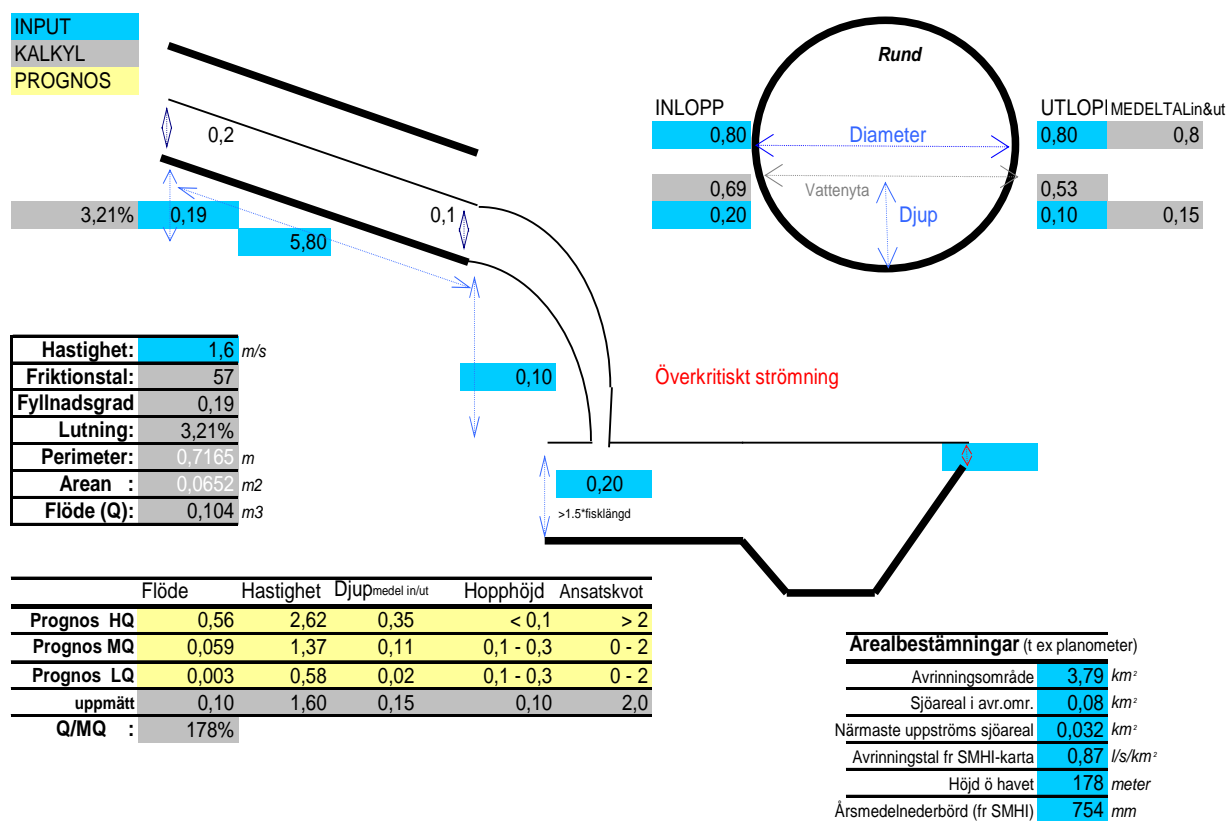 INPUT
KALKYL
PROGNOS
Rund
INLOPP
UTLOPI MEDELTALin&ut
0,80
Diameter
0,80
0,8
0,2
0,69
Vattenyta
0,53
3,21%
0,19
0,1
0,20
Djup
0,10
0,15
5,80
Hastighet: 1,6 m/s
Friktionstal: 57
Fyllnadsgrad 0,19
Lutning: 3,21%
Perimeter: 0,7165 m
Arean : 0,0652 m2
Flöde (Q): 0,104 m3
0,10
Överkritiskt strömning
0,20
>1.5*fisklängd
Flöde Hastighet Djup medel in/ut Hopphöjd Ansatskvot
Prognos HQ 0,56 2,62 0,35 < 0,1 > 2
Prognos MQ 0,059 1,37 0,11 0,1 - 0,3 0 - 2
Prognos LQ 0,003 0,58 0,02 0,1 - 0,3 0 - 2
uppmätt 0,10 1,60 0,15 0,10 2,0
Q/MQ : 178%
Arealbestämningar (t ex planometer)
Avrinningsområde 3,79 km²
Sjöareal i avr.omr. 0,08 km²
Närmaste uppströms sjöareal 0,032 km²
Avrinningstal fr SMHI-karta 0,87 l/s/km²
Höjd ö havet 178 meter
Årsmedelnederbörd (fr SMHI) 754 mm